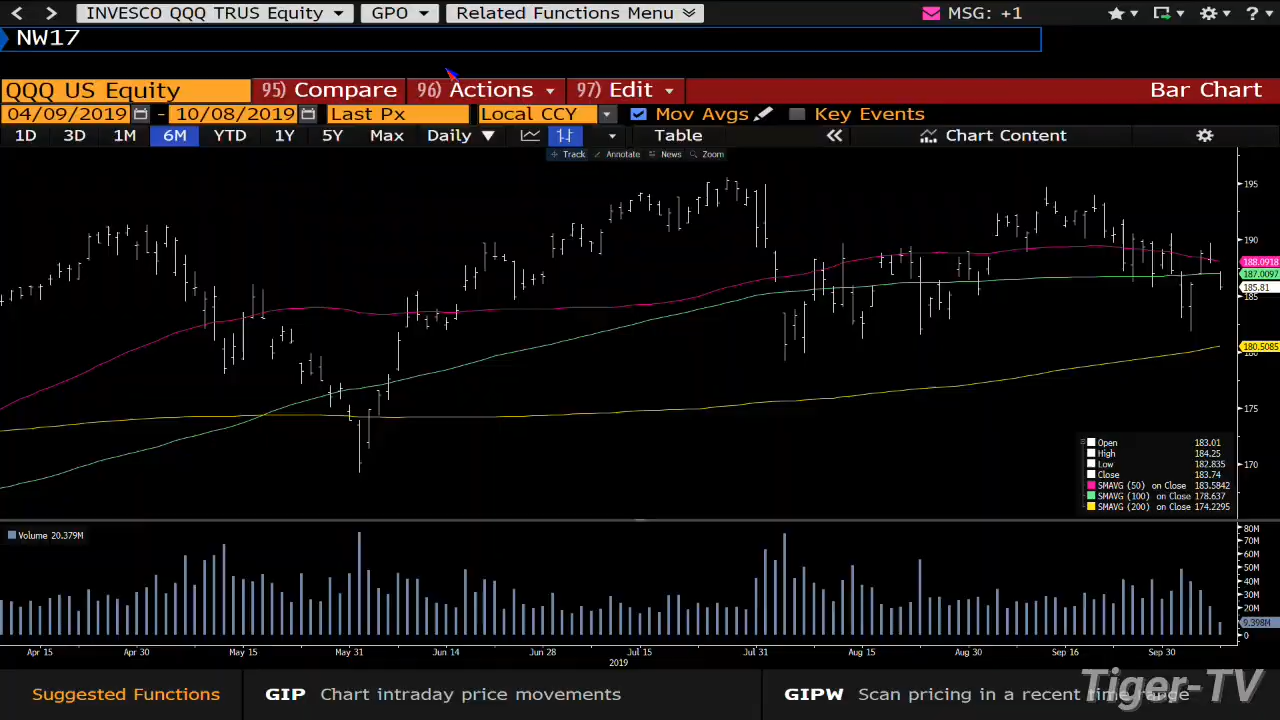 INVESCO QQQ TRUS Equity GPO Related Functions Menu MSG: +1 ?
NW17
QQQ US Equity 95) Compare 96) Actions 97) Edit Bar Chart
04/09/2019 - 10/08/2019 Last Px Local CCY Mov Avgs Key Events
1D 3D 1M 6M YTD 1Y 5Y Max Daily Table Chart Content
Track Annotate News Zoom
195
190
188.0918
187.0097
185.81
185
180.5085
180
175
170
Open 183.01
High 184.25
Low 182.835
Close 183.74
SMAVG (50) on Close 183.5842
SMAVG (100) on Close 178.637
SMAVG (200) on Close 174.2295
Volume 20.379M
80M
70M
60M
50M
40M
30M
20M
9.398M
0
Apr 15 Apr 30 May 15 May 31 Jun 14 Jun 28 Jul 15 Jul 31 Aug 15 Aug 30 Sep 16 Sep 30
2019
Suggested Functions GIP Chart intraday price movements GIPW Scan pricing in a recent time range
Tiger-TV